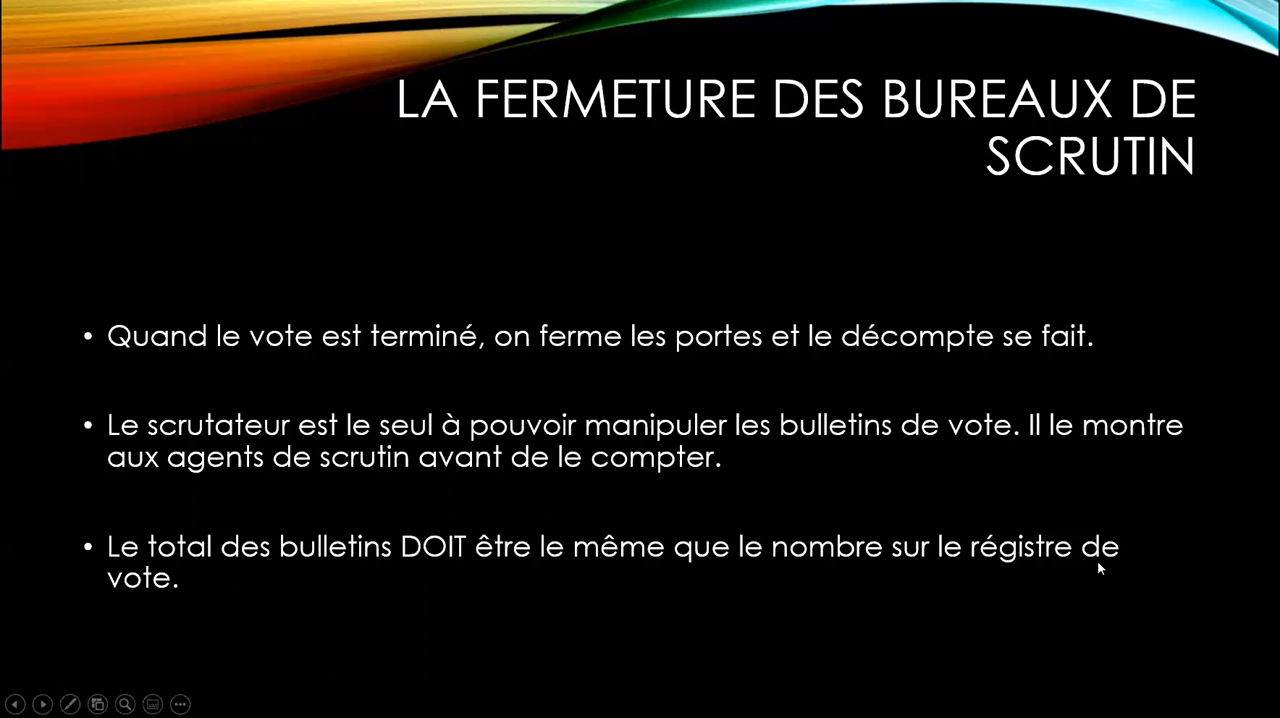 LA FERMETURE DES BUREAUX DE
SCRUTIN
• Quand le vote est terminé, on ferme les portes et le décompte se fait.
• Le scrutateur est le seul à pouvoir manipuler les bulletins de vote. Il le montre
aux agents de scrutin avant de le compter.
• Le total des bulletins DOIT être le même que le nombre sur le régistre de
vote.